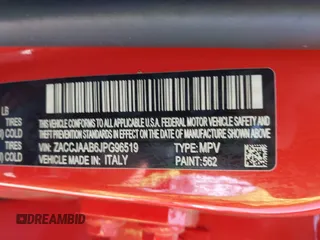 LB
TIRES
COLD
THIS VEHICLE CONFORMS TO ALL APPLICABLE U.S.A. FEDERAL MOTOR VEHICLE SAFETY
AND THEFT PREVENTION STANDARDS IN EFFECT ON THE DATE OF MANUFACTURE SHOWN ABOVE.
TIRES
COLD
VIN: ZACCJAAB6JPG96519
TYPE: MPV
MADE IN: ITALY
PAINT: 562
DREAMBID